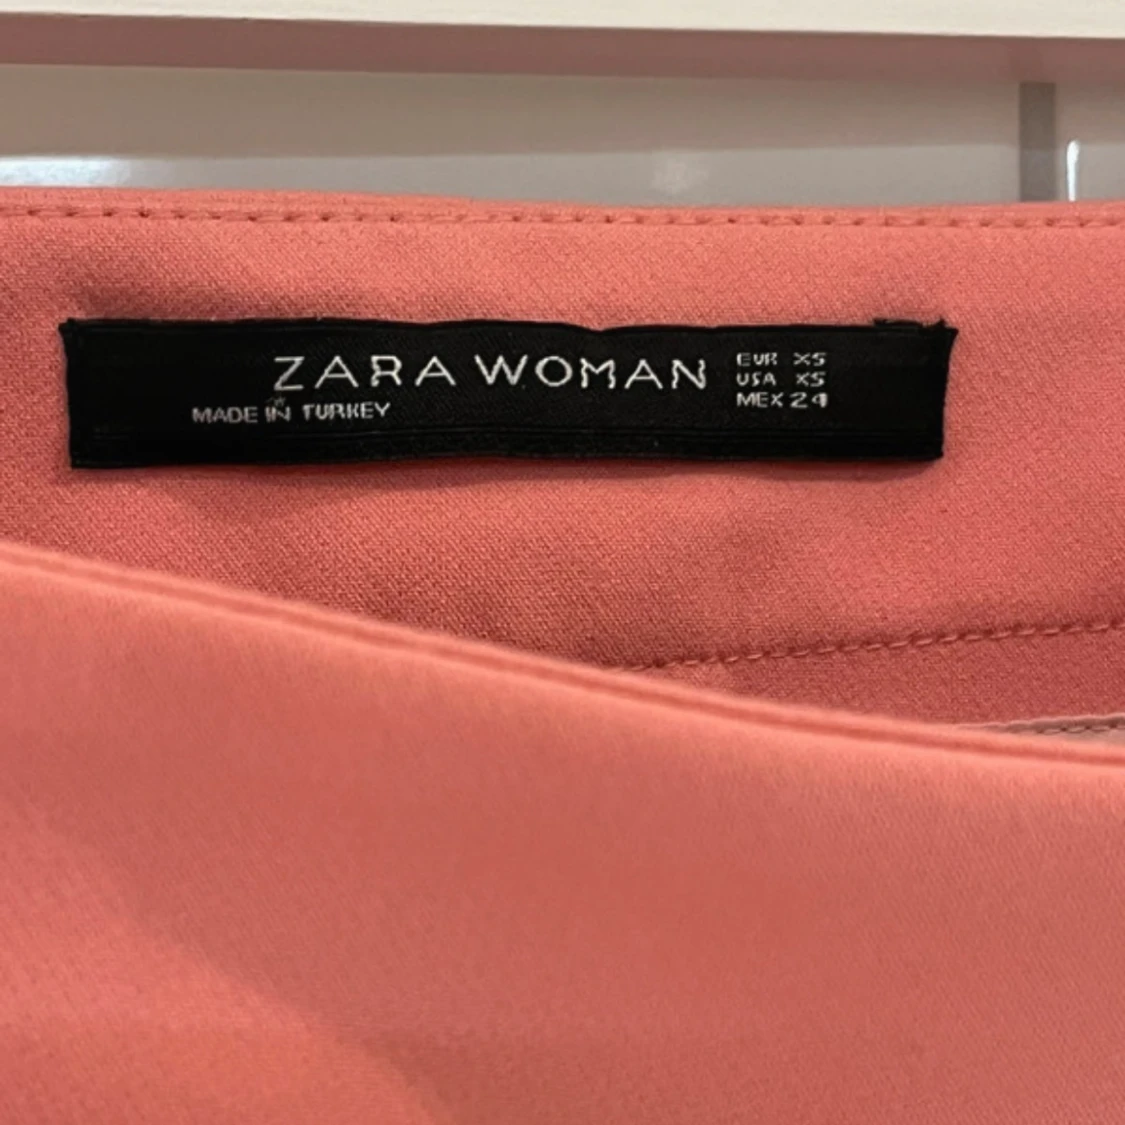 ZARA WOMAN
MADE IN TURKEY
EUR XS
USA XS
MEX 24